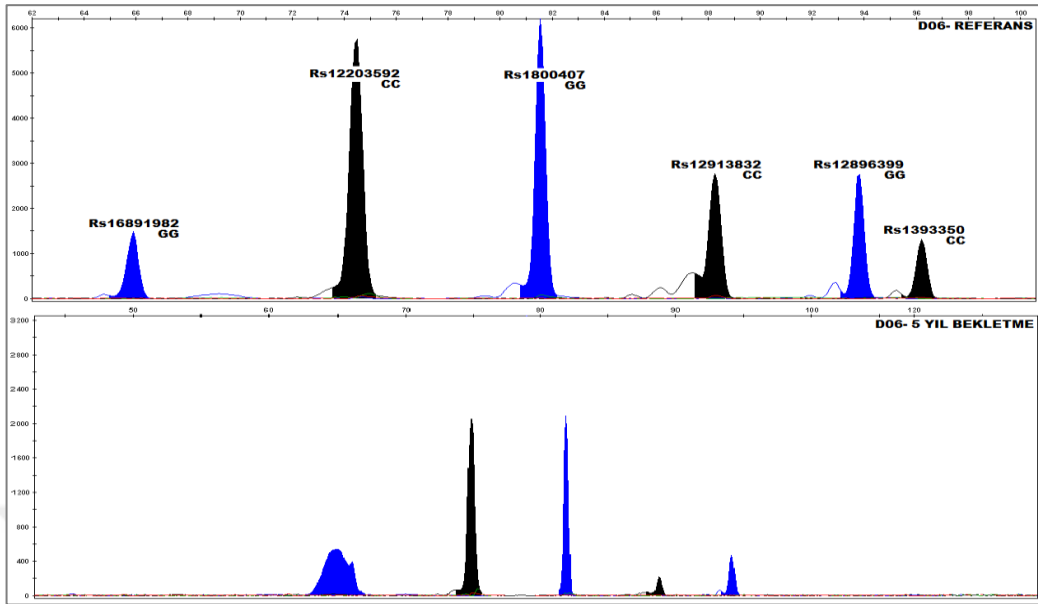 62 64 66 68 70 72 74 76 78 80 82 84 86 88 90 92 94 96 98 100
D06- REFERANS
6000
5000
4000
3000
2000
1000
0
Rs12203592
CC
Rs1800407
GG
Rs12913832
CC
Rs12896399
GG
Rs16891982
GG
Rs1393350
CC
50 60 70 80 90 100 120
D06- 5 YIL BEKLETME
3200
2800
2400
2000
1600
1200
800
400
0